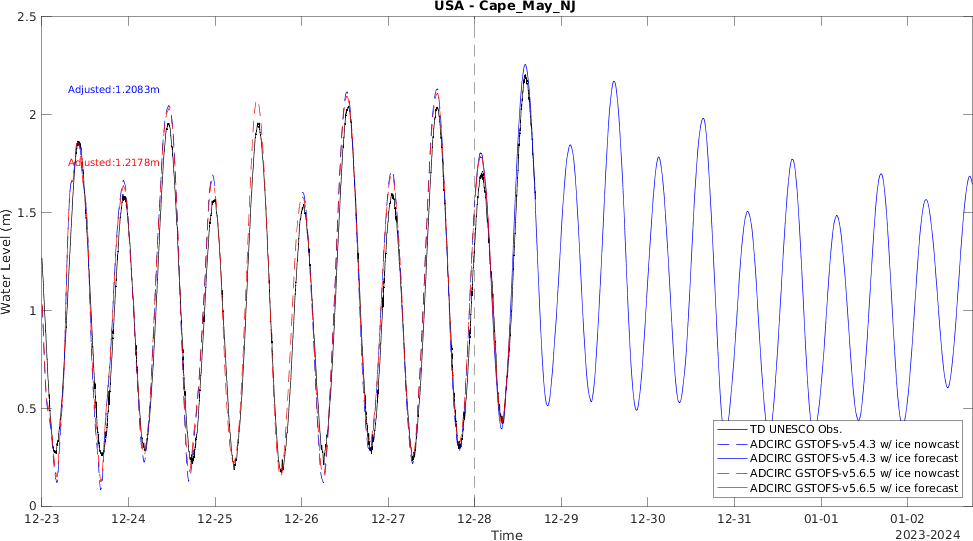 USA - Cape_May_NJ
2.5
2
1.5
1
0.5
0
Water Level (m)
Adjusted:1.2083m
Adjusted:1.2178m
TD UNESCO Obs.
ADCIRC GSTOFS-v5.4.3 w/ ice nowcast
ADCIRC GSTOFS-v5.4.3 w/ ice forecast
ADCIRC GSTOFS-v5.6.5 w/ ice nowcast
ADCIRC GSTOFS-v5.6.5 w/ ice forecast
12-23 12-24 12-25 12-26 12-27 12-28 12-29 12-30 12-31 01-01 01-02
Time
2023-2024